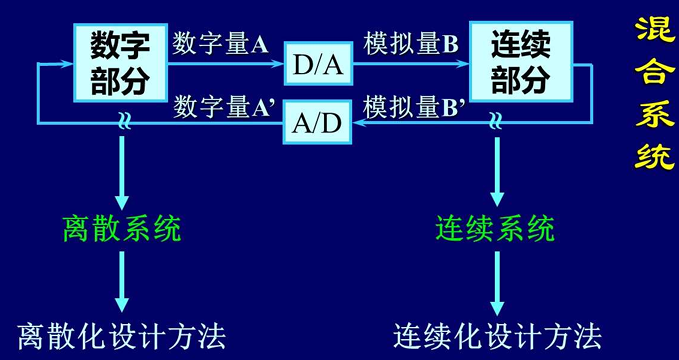 数字
部分
数字量A
D/A
模拟量B
连续
部分
数字量A’
A/D
模拟量B’
≈
≈
离散系统
连续系统
离散化设计方法
连续化设计方法
混合系统